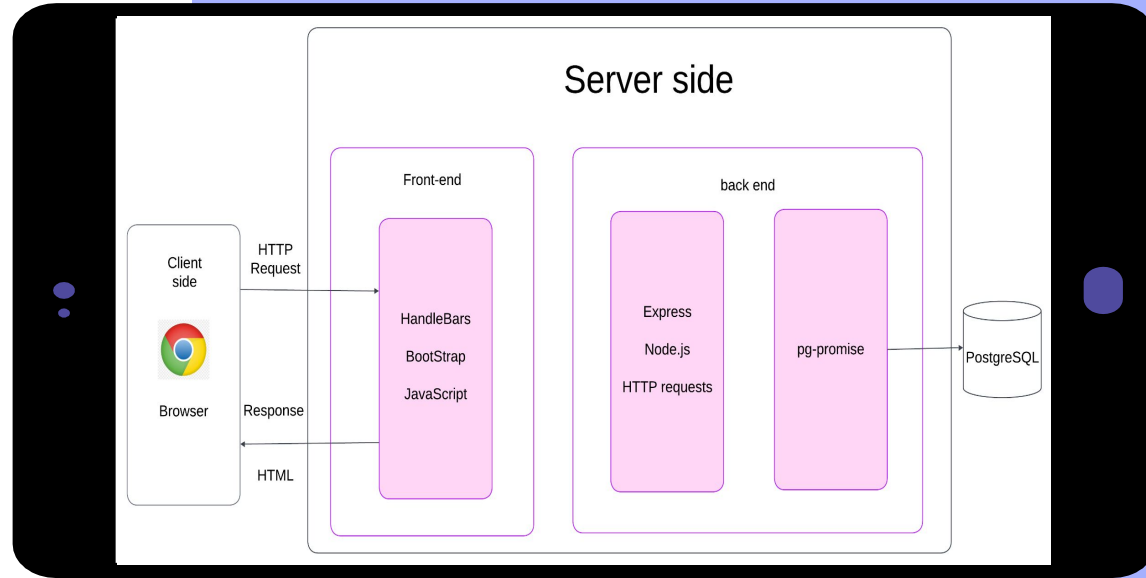 Server side
Front-end
back end
Client
side
Browser
HTTP
Request
Response
HTML
HandleBars
BootStrap
JavaScript
Express
Node.js
HTTP requests
pg-promise
PostgreSQL